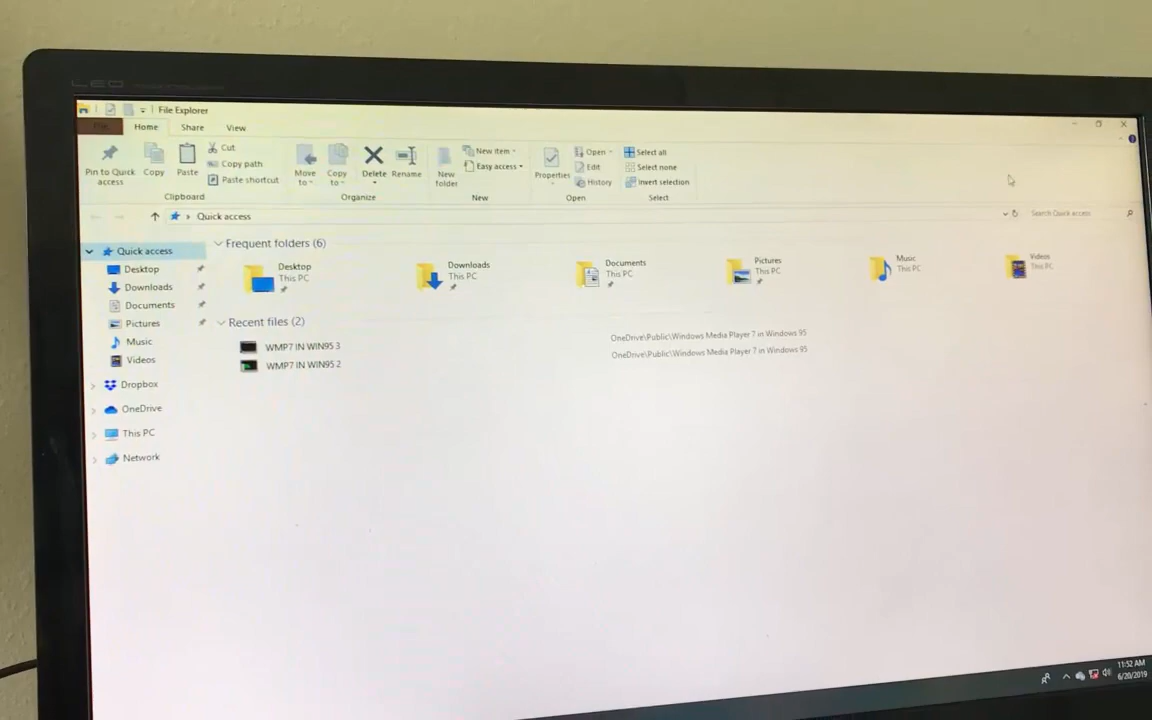 LED
File Explorer
File Home Share View
Pin to Quick access
Copy
Paste
Cut
Copy path
Paste shortcut
Clipboard
Move to
Copy to
Delete
Rename
Organize
New folder
New item
Easy access
New
Properties
Open
Edit
History
Open
Select all
Select none
Invert selection
Select
Quick access
Search Quick access
Quick access
Desktop
Downloads
Documents
Pictures
Music
Videos
Dropbox
OneDrive
This PC
Network
Frequent folders (6)
Desktop
This PC
Downloads
This PC
Documents
This PC
Pictures
This PC
Music
This PC
Videos
This PC
Recent files (2)
WMP7 IN WIN95 3
OneDrive\Public\Windows Media Player 7 in Windows 95
WMP7 IN WIN95 2
OneDrive\Public\Windows Media Player 7 in Windows 95
11:52 AM
6/20/2019